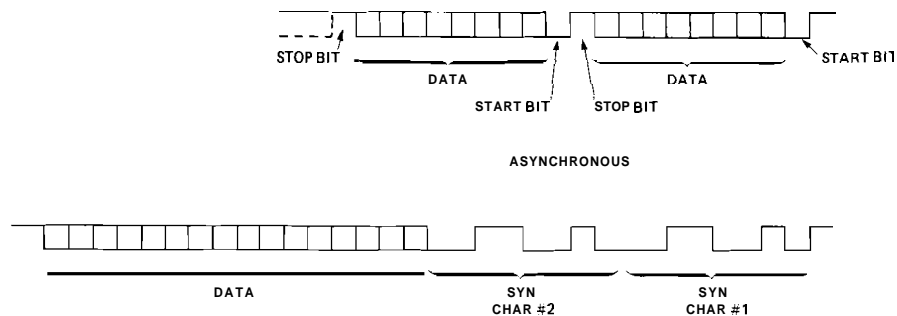 STOP BIT
DATA
START BIT
STOP BIT
DATA
START BIT
ASYNCHRONOUS
DATA
SYN
CHAR #2
SYN
CHAR #1